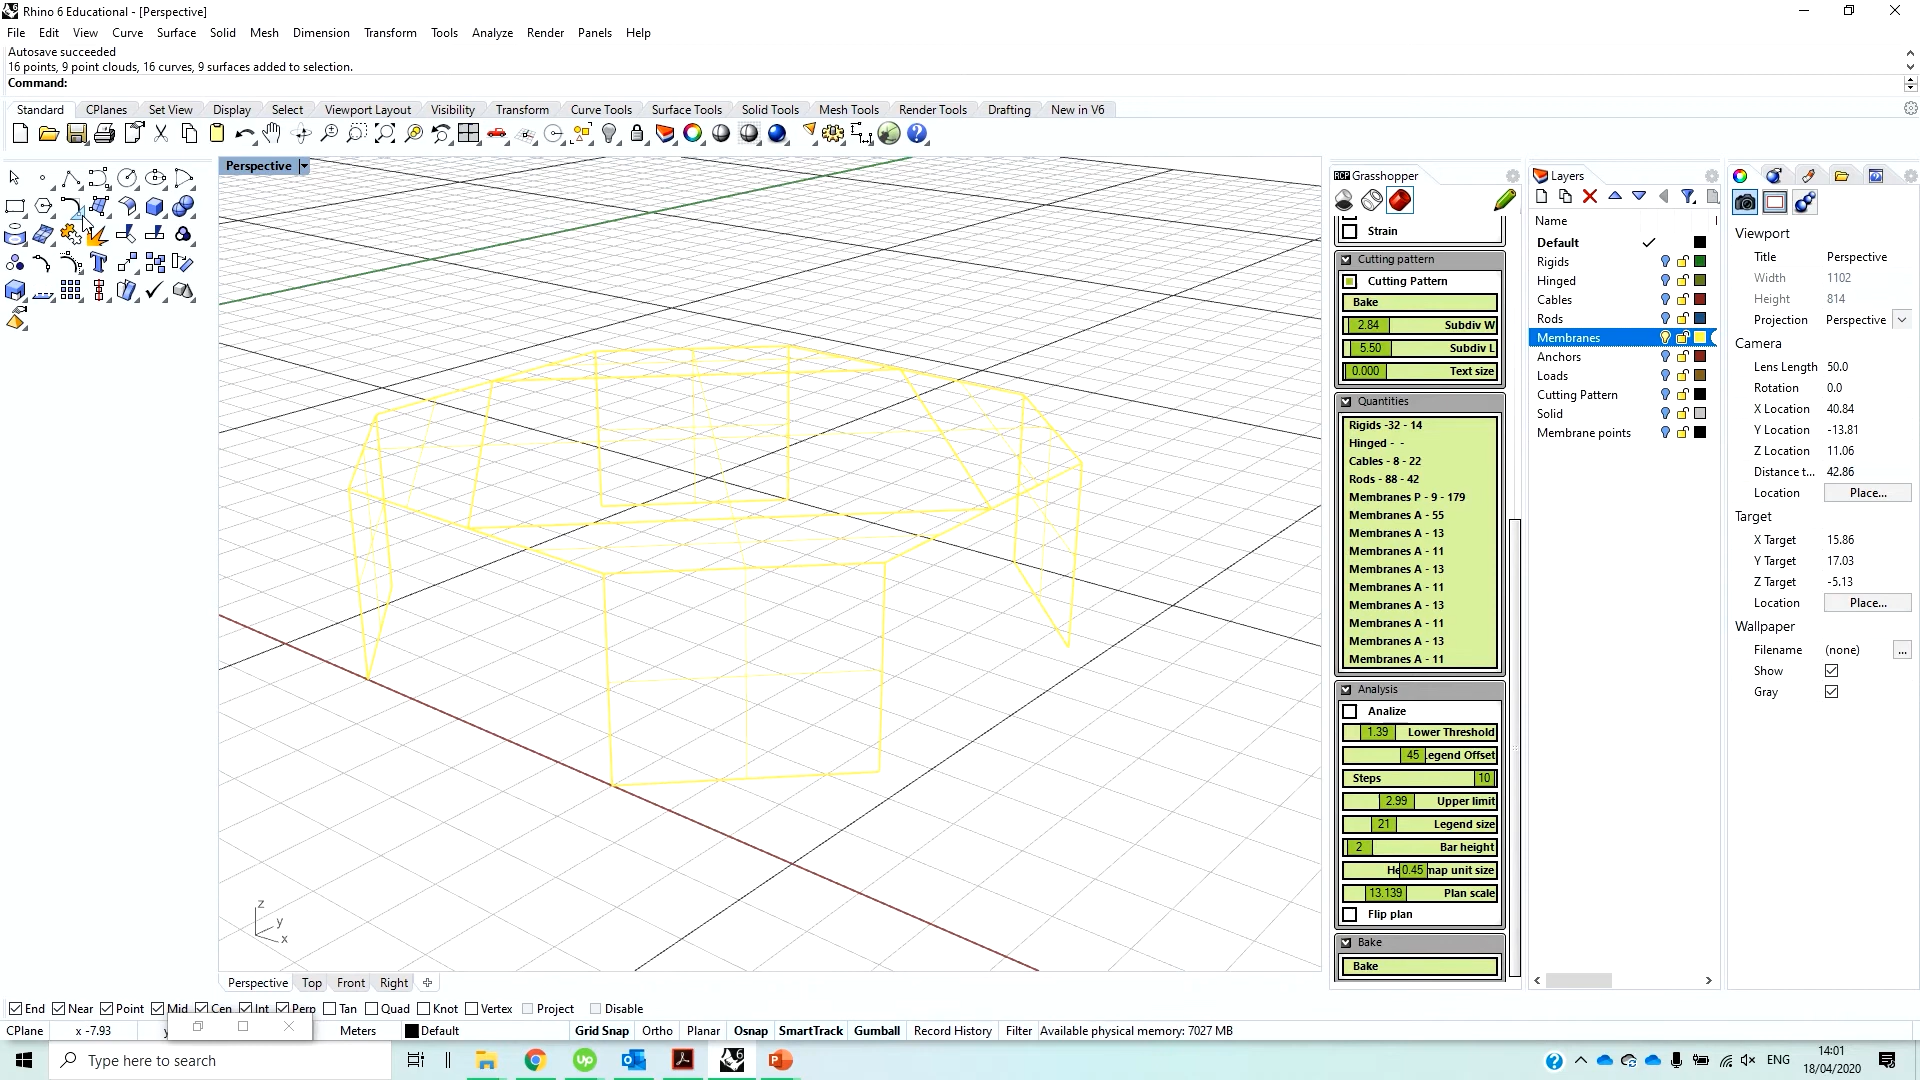 Rhino 6 Educational - [Perspective]
File Edit View Curve Surface Solid Mesh Dimension Transform Tools Analyze Render Panels Help
Autosave succeeded
16 points, 9 point clouds, 16 curves, 9 surfaces added to selection.
Command:
Standard CPlanes Set View Display Select Viewport Layout Visibility Transform Curve Tools Surface Tools Solid Tools Mesh Tools Render Tools Drafting New in V6
Perspective
z
y
x
Perspective Top Front Right
Grasshopper
Strain
Cutting pattern
Cutting Pattern
Bake
2.84 Subdiv W
5.50 Subdiv L
0.000 Text size
Quantities
Rigids -32 - 14
Hinged - -
Cables - 8 - 22
Rods - 88 - 42
Membranes P - 9 - 179
Membranes A - 55
Membranes A - 13
Membranes A - 11
Membranes A - 13
Membranes A - 11
Membranes A - 13
Membranes A - 11
Membranes A - 13
Membranes A - 11
Analysis
Analize
1.39 Lower Threshold
45 egend Offset
Steps 10
2.99 Upper limit
21 Legend size
2 Bar height
He 0.45 map unit size
13.139 Plan scale
Flip plan
Bake
Bake
Layers
Name
Default
Rigids
Hinged
Cables
Rods
Membranes
Anchors
Loads
Cutting Pattern
Solid
Membrane points
Viewport
Title Perspective
Width 1102
Height 814
Projection Perspective
Camera
Lens Length 50.0
Rotation 0.0
X Location 40.84
Y Location -13.81
Z Location 11.06
Distance t... 42.86
Location Place...
Target
X Target 15.86
Y Target 17.03
Z Target -5.13
Location Place...
Wallpaper
Filename (none) ...
Show
Gray
End Near Point Mid Cen Int Perp Tan Quad Knot Vertex Project Disable
CPlane x -7.93 Meters Default Grid Snap Ortho Planar Osnap SmartTrack Gumball Record History Filter Available physical memory: 7027 MB
Type here to search
ENG
14:01
18/04/2020